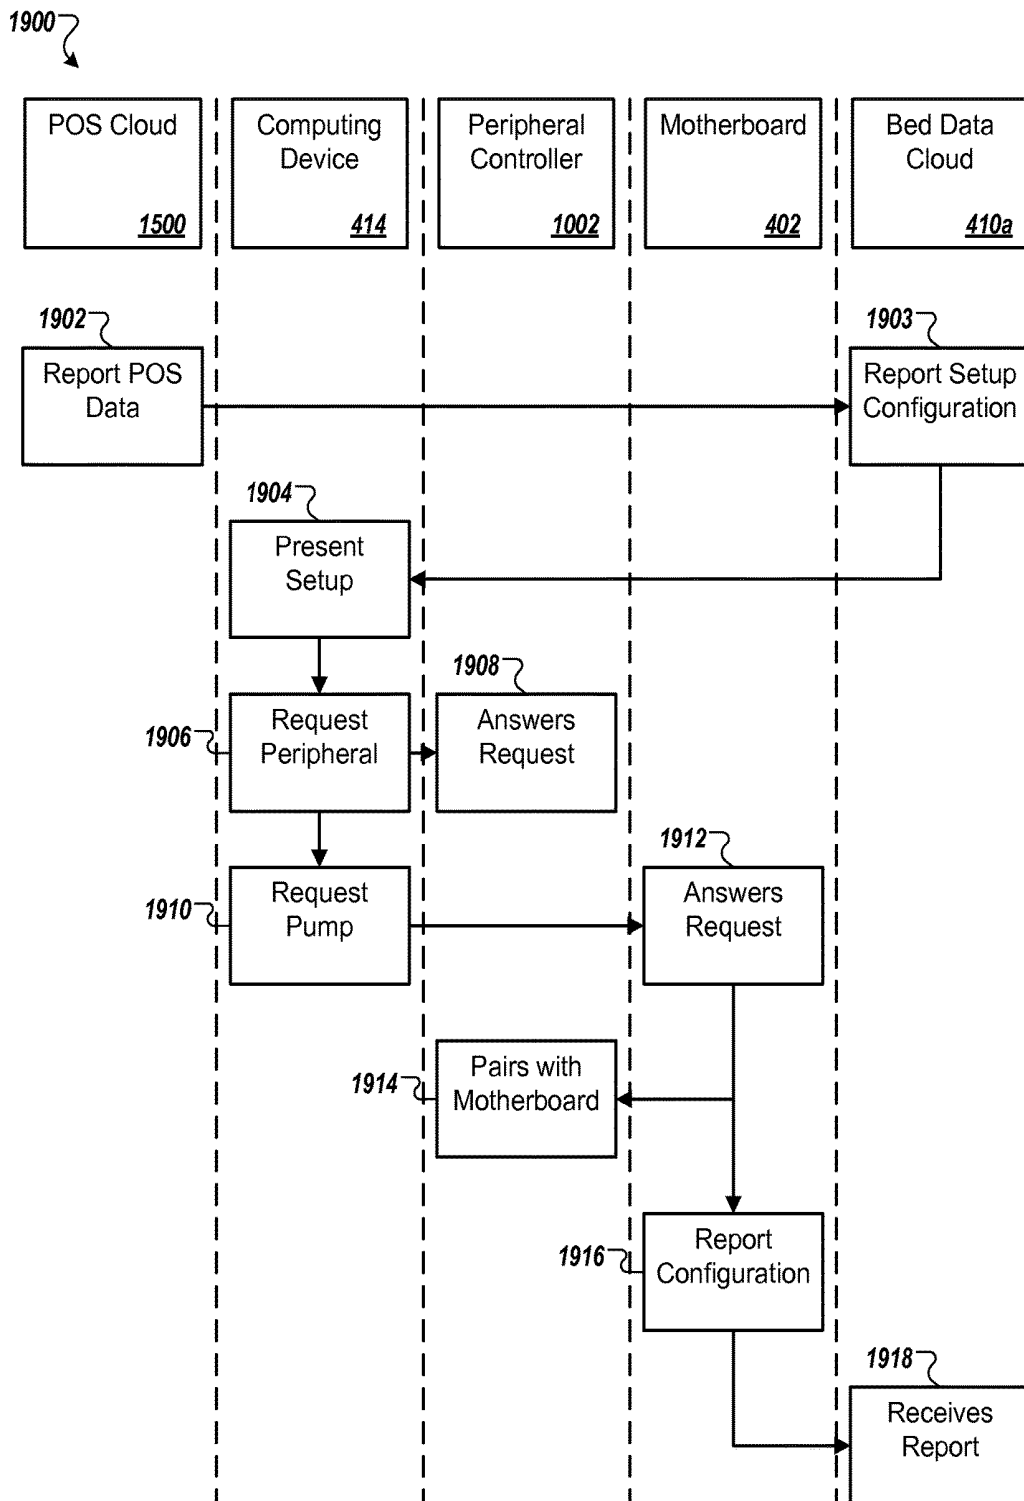 1900
POS Cloud
1500
Computing
Device
414
Peripheral
Controller
1002
Motherboard
402
Bed Data
Cloud
410a
1902
Report POS
Data
1903
Report Setup
Configuration
1904
Present
Setup
1906
Request
Peripheral
1908
Answers
Request
1910
Request
Pump
1912
Answers
Request
1914
Pairs with
Motherboard
1916
Report
Configuration
1918
Receives
Report